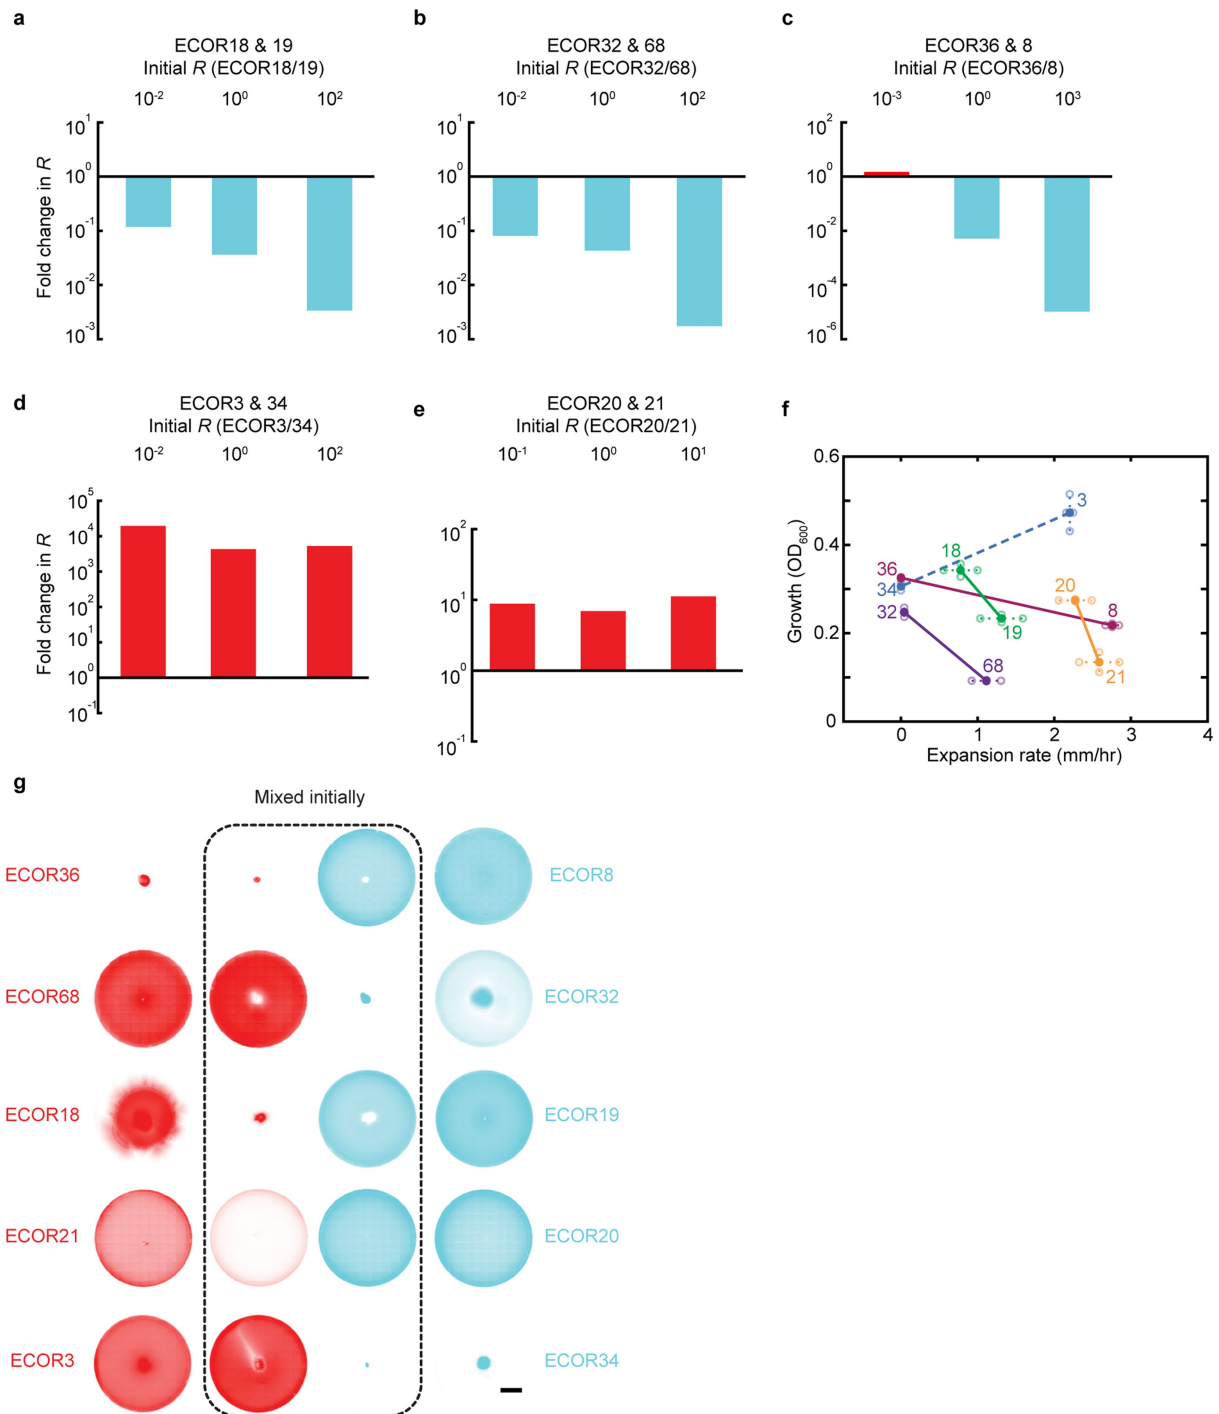 a
ECOR18 & 19
Initial R (ECOR18/19)
10⁻² 10⁰ 10²
10¹
10⁰
10⁻¹
10⁻²
10⁻³
Fold change in R
b
ECOR32 & 68
Initial R (ECOR32/68)
10⁻² 10⁰ 10²
10¹
10⁰
10⁻¹
10⁻²
10⁻³
c
ECOR36 & 8
Initial R (ECOR36/8)
10⁻³ 10⁰ 10³
10²
10⁰
10⁻²
10⁻⁴
10⁻⁶
d
ECOR3 & 34
Initial R (ECOR3/34)
10⁻² 10⁰ 10²
10⁵
10⁴
10³
10²
10¹
10⁰
10⁻¹
Fold change in R
e
ECOR20 & 21
Initial R (ECOR20/21)
10⁻¹ 10⁰ 10¹
10²
10¹
10⁰
10⁻¹
f
0.6
0.4
0.2
0
Growth (OD₆₀₀)
3
18
36
34
20
32
8
19
68
21
0 1 2 3 4
Expansion rate (mm/hr)
g
Mixed initially
ECOR36 ECOR8
ECOR68 ECOR32
ECOR18 ECOR19
ECOR21 ECOR20
ECOR3 ECOR34